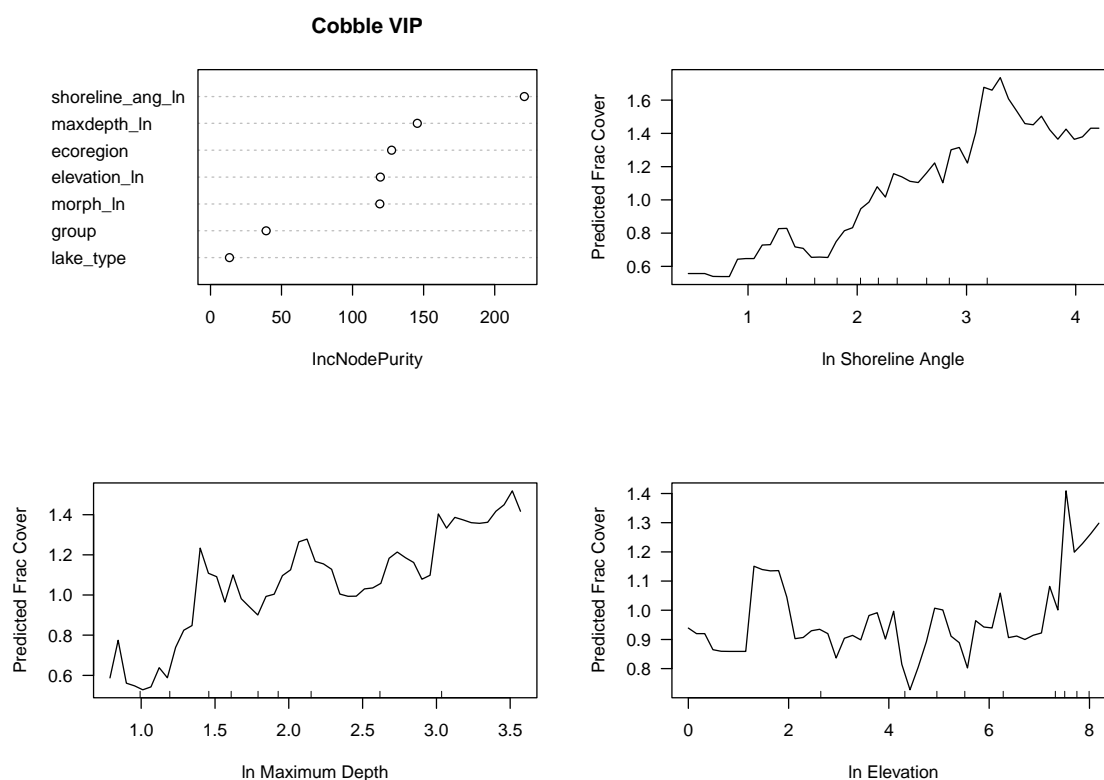 Cobble VIP
shoreline_ang_ln
maxdepth_ln
ecoregion
elevation_ln
morph_ln
group
lake_type
0 50 100 150 200
IncNodePurity
Predicted Frac Cover
1.6
1.4
1.2
1.0
0.8
0.6
1 2 3 4
ln Shoreline Angle
Predicted Frac Cover
1.4
1.2
1.0
0.8
0.6
1.0 1.5 2.0 2.5 3.0 3.5
ln Maximum Depth
Predicted Frac Cover
1.4
1.3
1.2
1.1
1.0
0.9
0.8
0 2 4 6 8
ln Elevation